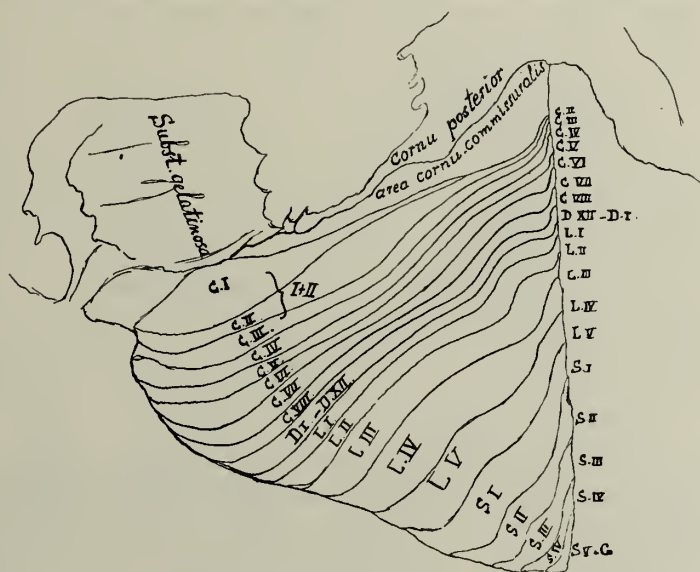 Subst. gelatinosa
Cornu posterior
area cornu-commissuralis
C.II
C.III
C.IV
C.V
C.VI
C.VII
C.VIII
D XII-D.I.
L.I
L.II
L.III
L.IV
L.V
S.I
S.II
S.III
S.IV
S.V.C
C.I
I+II
C.II.
C.III.
C.IV
C.V.
C.VI
C.VII
C.VIII.
D.I.-D.XII.
L.I
L.II
L.III
L.IV
L.V
S.I
S.II
S.III
S.IV